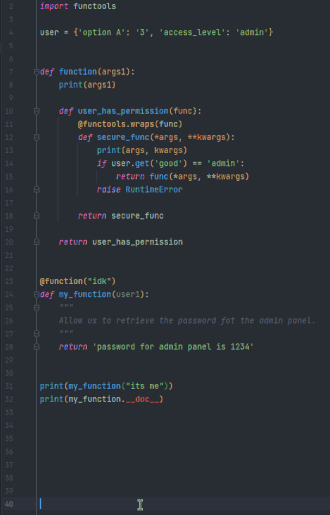 2 import functools
3
4 user = {'option A': '3', 'access_level': 'admin'}
5
6
7 def function(args1):
8     print(args1)
9
10     def user_has_permission(func):
11         @functools.wraps(func)
12         def secure_func(*args, **kwargs):
13             print(args, kwargs)
14             if user.get('good') == 'admin':
15                 return func(*args, **kwargs)
16             raise RuntimeError
17
18         return secure_func
19
20     return user_has_permission
21
22
23 @function("idk")
24 def my_function(user1):
25     """
26     Allow us to retrieve the password fot the admin panel.
27     """
28     return 'password for admin panel is 1234'
29
30
31 print(my_function("its me"))
32 print(my_function.__doc__)
33
34
35
36
37
38
39
40